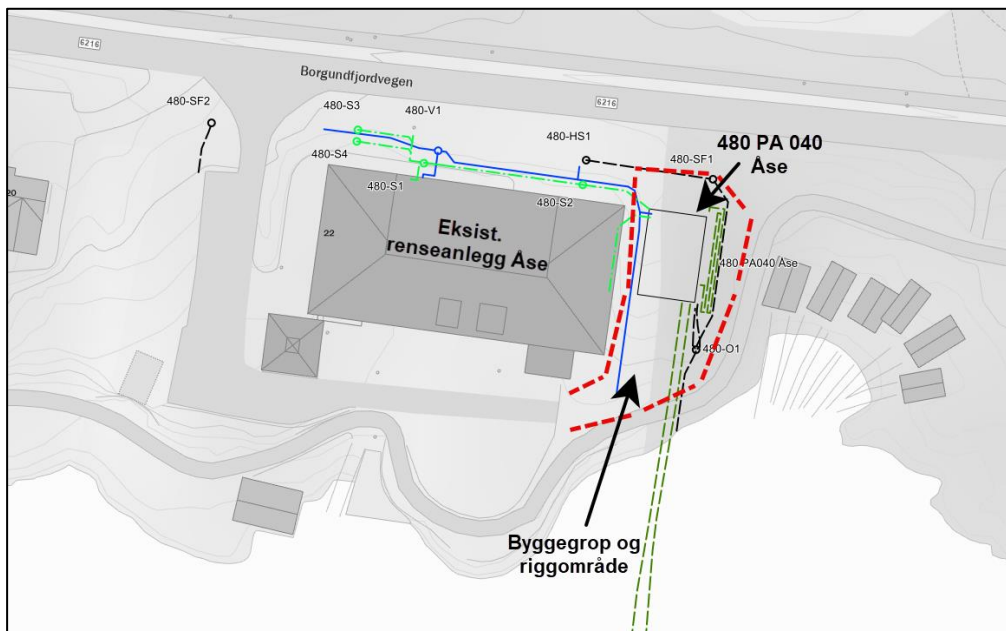 6216
Borgundfjordvegen
6216
480-SF2
480-S3
480-V1
480-HS1
480 PA 040
Åse
480-SF1
480-S4
480-S1
480-S2
20
22
Eksist.
renseanlegg Åse
480 PA040 Åse
480-O1
Byggegrop og
riggområde